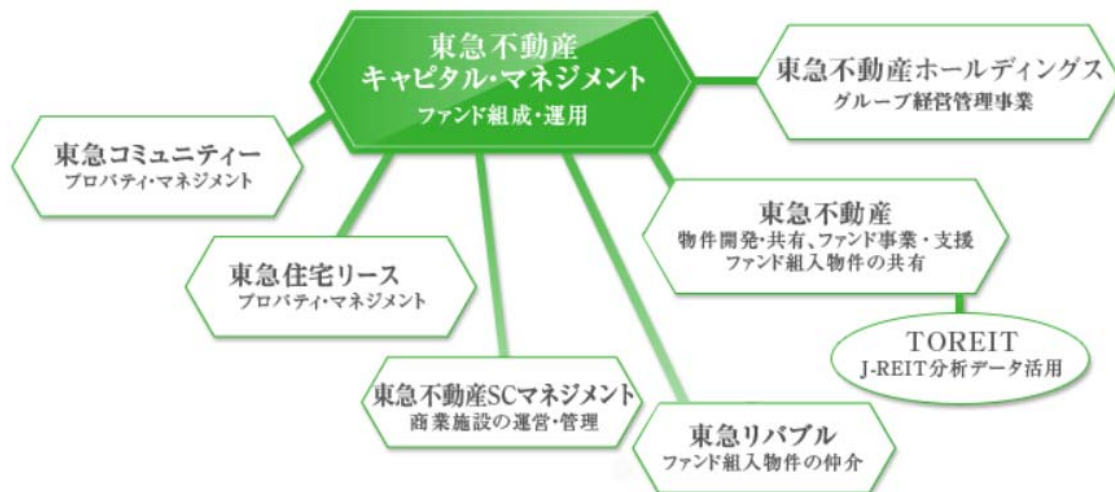 東急不動産
キャピタル・マネジメント
ファンド組成・運用
東急不動産ホールディングス
グループ経営管理事業
東急コミュニティー
プロパティ・マネジメント
東急不動産
物件開発・共有、ファンド事業・支援
ファンド組入物件の共有
東急住宅リース
プロパティ・マネジメント
TOREIT
J-REIT分析データ活用
東急不動産SCマネジメント
商業施設の運営・管理
東急リバブル
ファンド組入物件の仲介